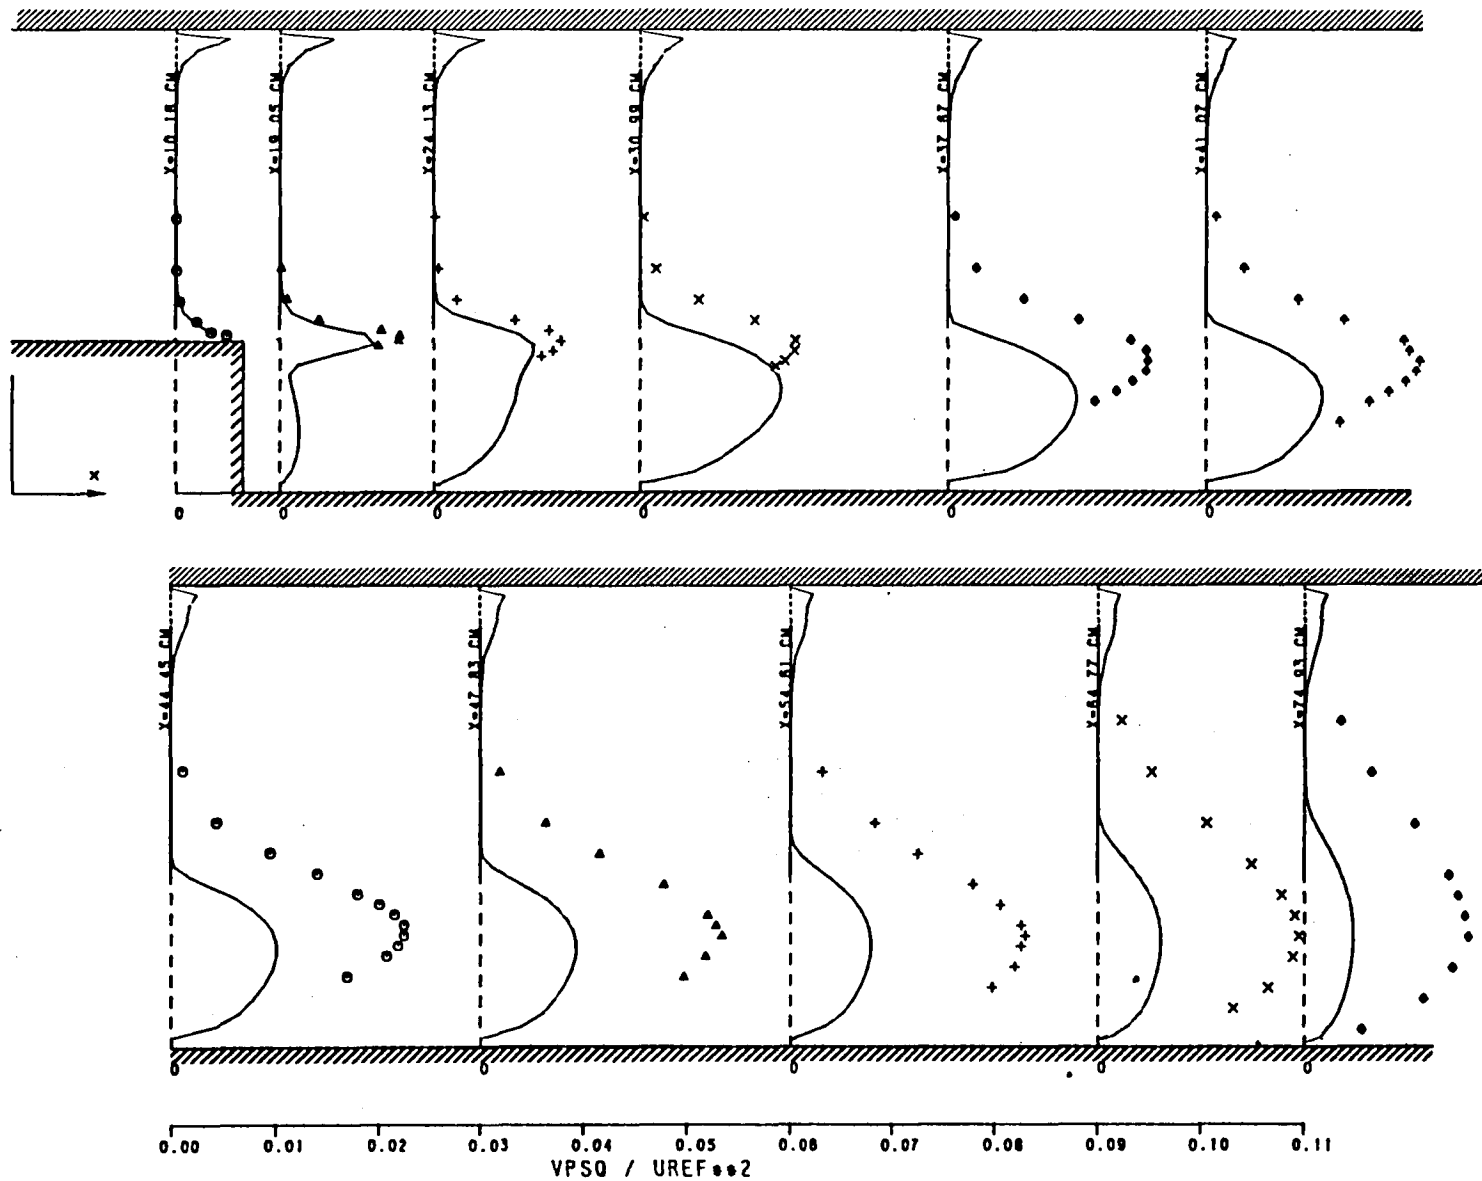 X=10.16 CM
X=19.05 CM
X=24.13 CM
X=30.99 CM
X=37.67 CM
X=41.07 CM
x
0
0
0
0
0
0
X=44.45 CM
X=47.83 CM
X=54.61 CM
X=64.77 CM
X=74.93 CM
0
0
0
0
0
0.00 0.01 0.02 0.03 0.04 0.05 0.06 0.07 0.08 0.09 0.10 0.11
VPSQ / UREF**2